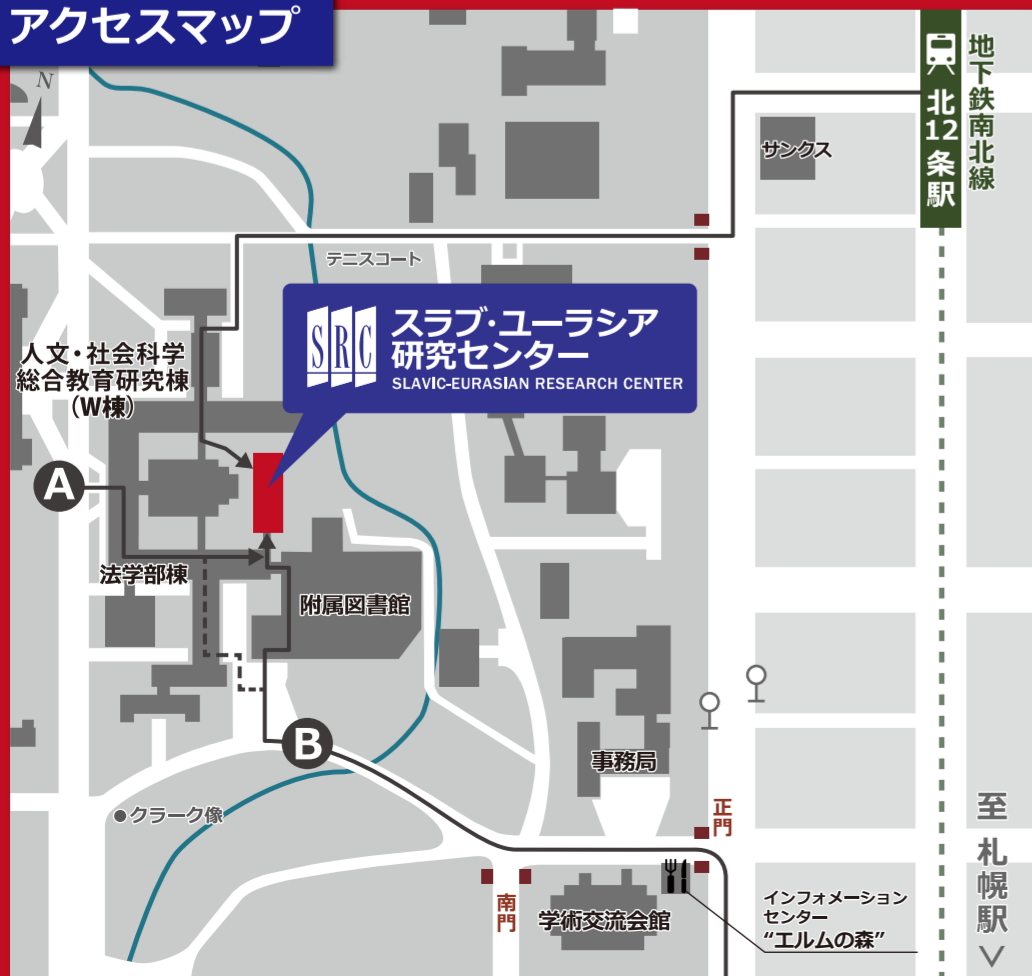 アクセスマップ
N
地下鉄南北線
北12条駅
サンクス
テニスコート
SRC
スラブ・ユーラシア
研究センター
SLAVIC-EURASIAN RESEARCH CENTER
人文・社会科学
総合教育研究棟
（W棟）
A
法学部棟
附属図書館
B
事務局
クラーク像
正門
南門
学術交流会館
インフォメーション
センター
“エルムの森”
至 札幌駅